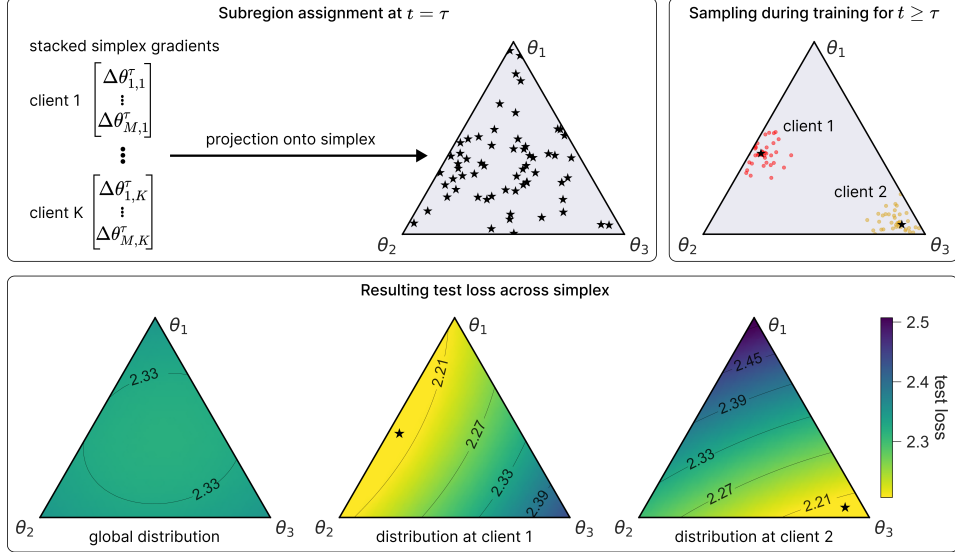 Subregion assignment at t = τ
stacked simplex gradients
client 1
Δθ^τ_{1,1}
⋮
Δθ^τ_{M,1}
⋮
client K
Δθ^τ_{1,K}
⋮
Δθ^τ_{M,K}
projection onto simplex
θ₁
θ₂
θ₃
Sampling during training for t ≥ τ
θ₁
client 1
client 2
θ₂
θ₃
Resulting test loss across simplex
θ₁
2.33
2.33
θ₂
θ₃
global distribution
θ₁
2.21
2.27
2.33
2.39
θ₂
θ₃
distribution at client 1
θ₁
2.45
2.39
2.33
2.27
2.21
θ₂
θ₃
distribution at client 2
2.5
2.4
2.3
test loss